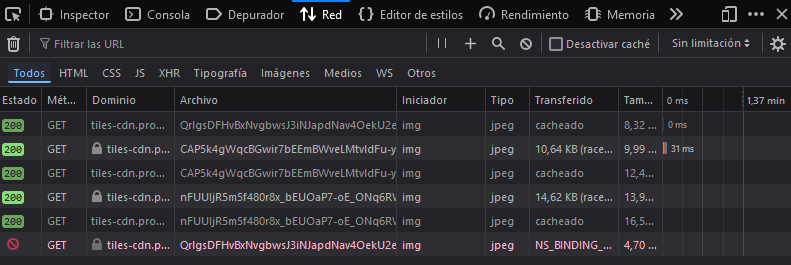 Inspector Consola Depurador Red Editor de estilos Rendimiento Memoria
Filtrar las URL Desactivar caché Sin limitación
Todos HTML CSS JS XHR Tipografía Imágenes Medios WS Otros
Estado Mét... Dominio Archivo Iniciador Tipo Transferido Tam... 0 ms 1,37 min
200 GET tiles-cdn.pro... img jpeg cacheado 8,32 ... 0 ms
200 GET tiles-cdn.p... CAP5k4gWqcBGwir7bEEmBWveLMtvIdFu-y img jpeg 10,64 KB (race... 9,99 ... 31 ms
200 GET tiles-cdn.pro... CAP5k4gWqcBGwir7bEEmBWveLMtvIdFu-y img jpeg cacheado 12,4...
200 GET tiles-cdn.p... nFUUljR5m5f480r8x_bEUOaP7-oE_ONq6RV img jpeg 14,62 KB (race... 13,9...
200 GET tiles-cdn.pro... nFUUljR5m5f480r8x_bEUOaP7-oE_ONq6RV img jpeg cacheado 16,5...
GET tiles-cdn.p... img jpeg NS_BINDING_... 4,70 ...